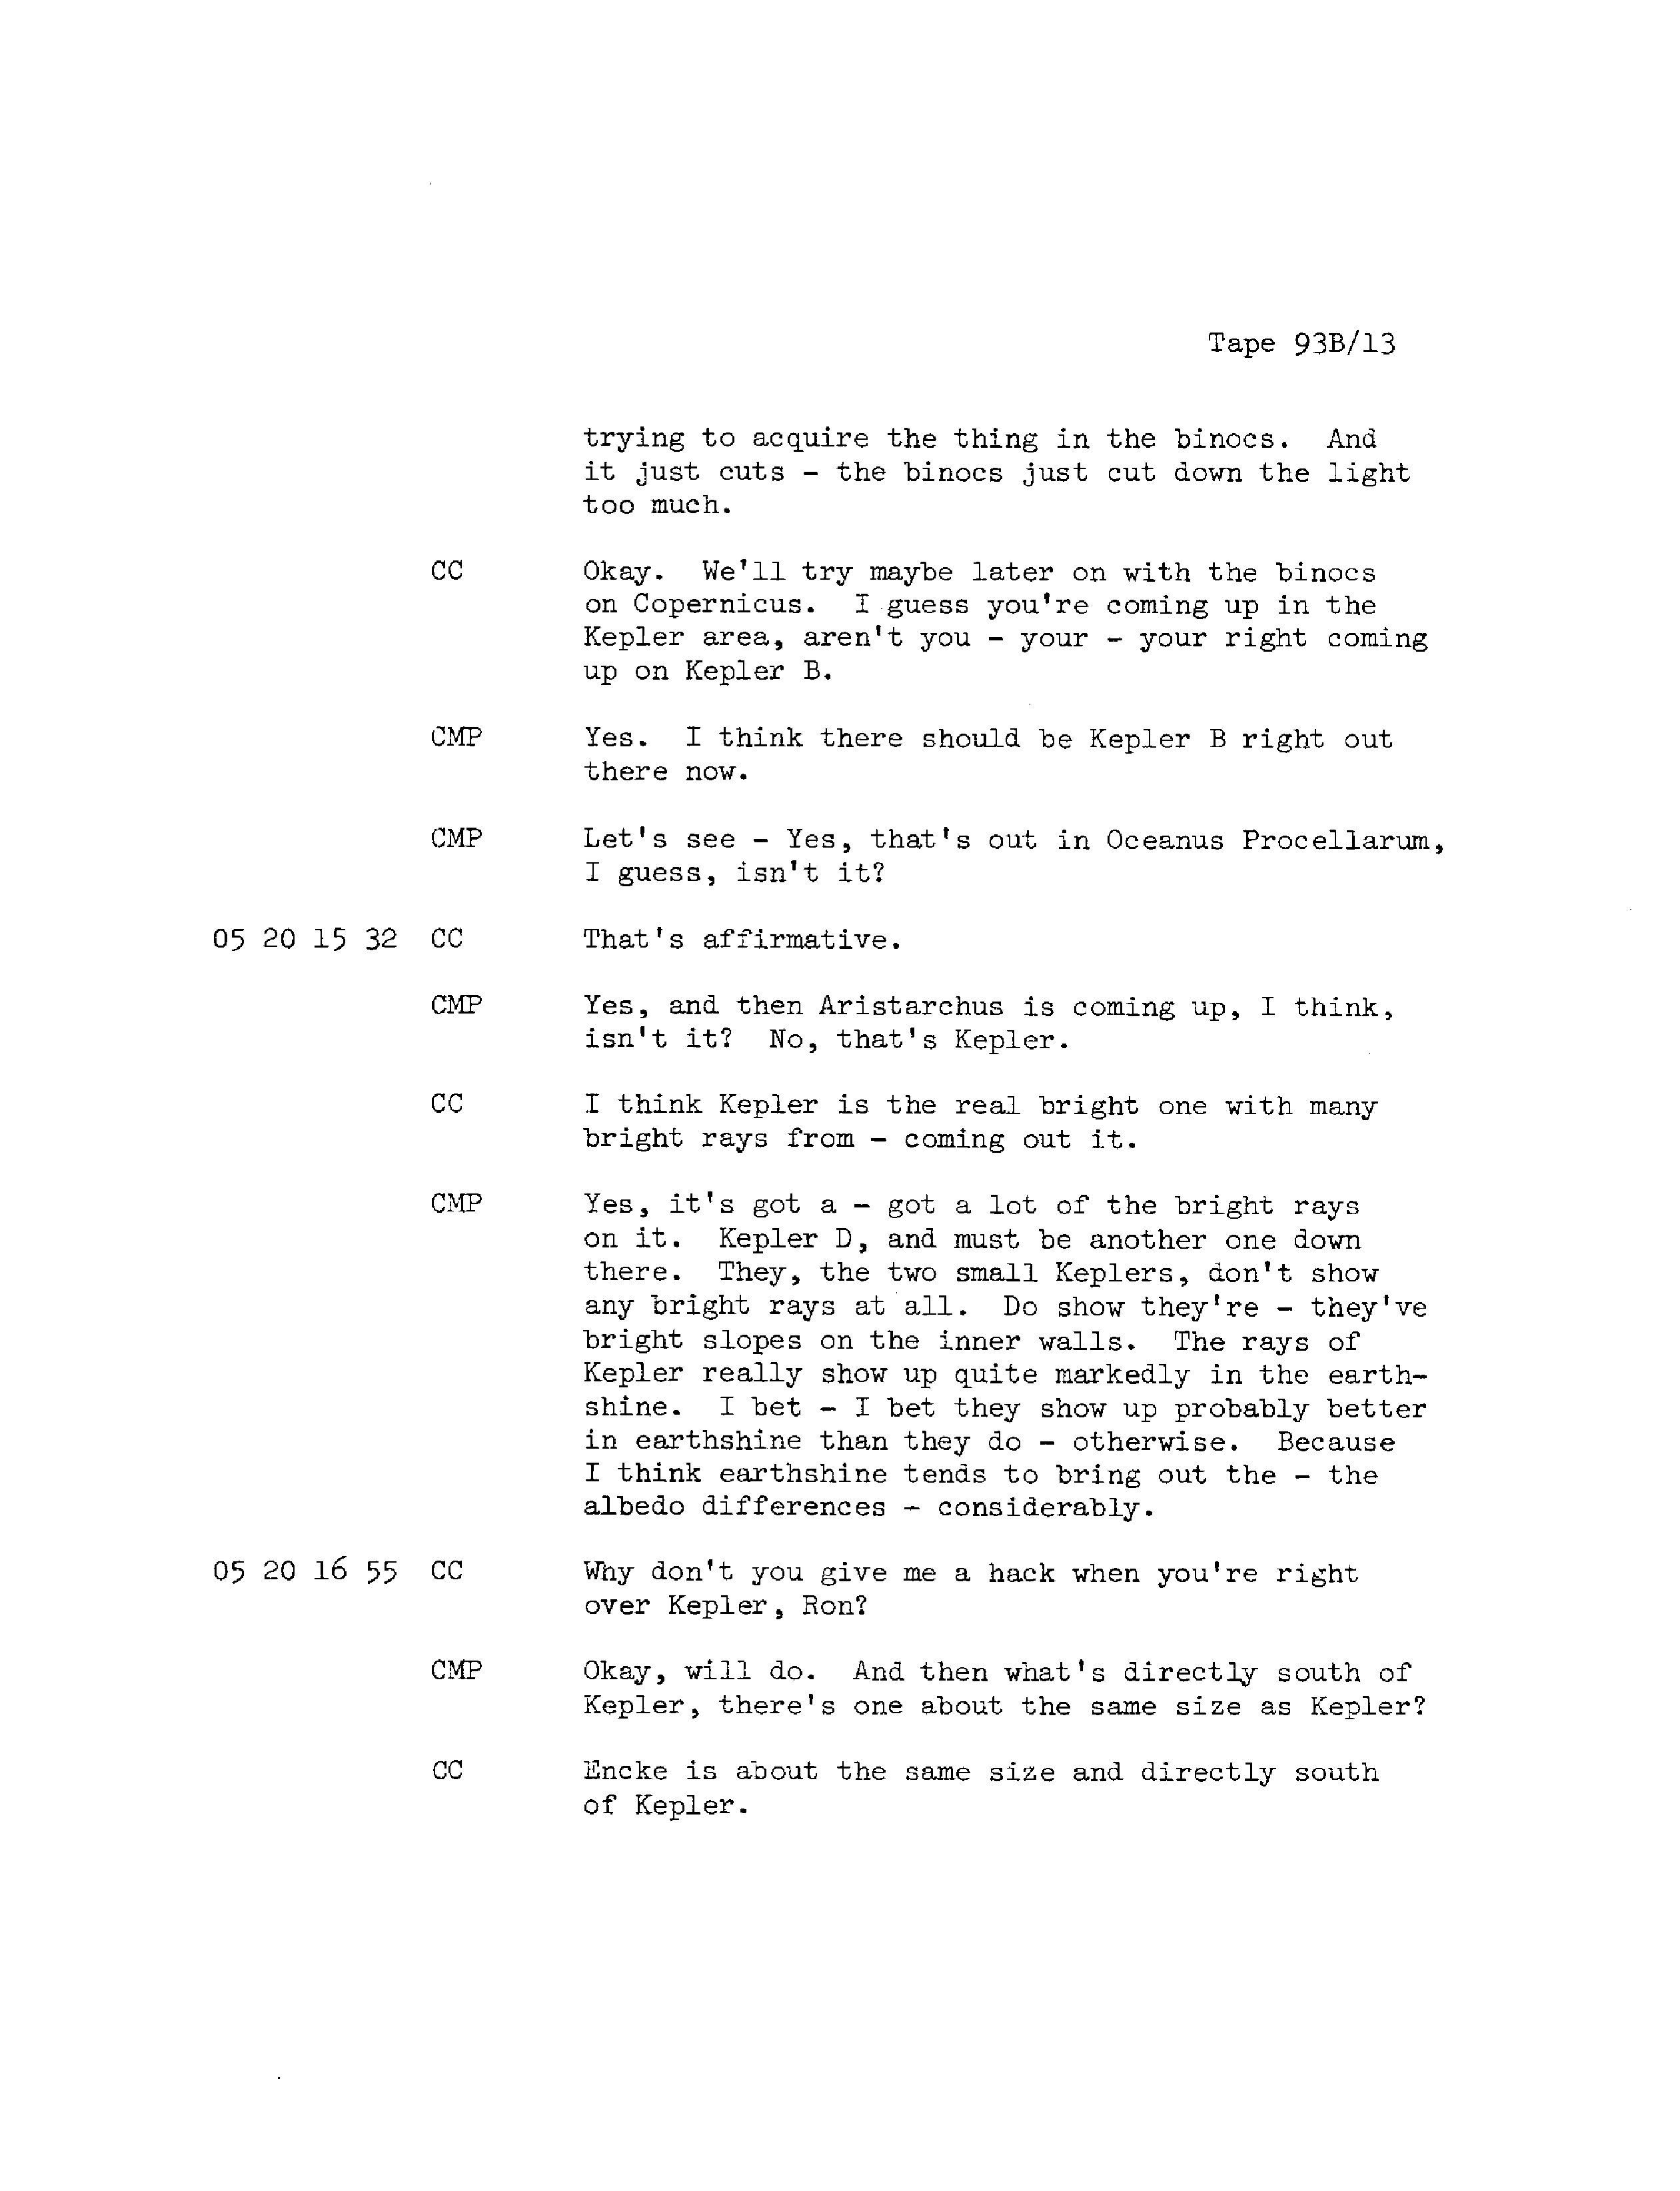 Tape 93B/13
trying to acquire the thing in the binocs. And
it just cuts - the binocs just cut down the light
too much.
CC Okay. We'll try maybe later on with the binocs
on Copernicus. I guess you're coming up in the
Kepler area, aren't you - your - your right coming
up on Kepler B.
CMP Yes. I think there should be Kepler B right out
there now.
CMP Let's see - Yes, that's out in Oceanus Procellarum,
I guess, isn't it?
05 20 15 32 CC That's affirmative.
CMP Yes, and then Aristarchus is coming up, I think,
isn't it? No, that's Kepler.
CC I think Kepler is the real bright one with many
bright rays from - coming out it.
CMP Yes, it's got a - got a lot of the bright rays
on it. Kepler D, and must be another one down
there. They, the two small Keplers, don't show
any bright rays at all. Do show they're - they've
bright slopes on the inner walls. The rays of
Kepler really show up quite markedly in the earth-
shine. I bet - I bet they show up probably better
in earthshine than they do - otherwise. Because
I think earthshine tends to bring out the - the
albedo differences - considerably.
05 20 16 55 CC Why don't you give me a hack when you're right
over Kepler, Ron?
CMP Okay, will do. And then what's directly south of
Kepler, there's one about the same size as Kepler?
CC Encke is about the same size and directly south
of Kepler.